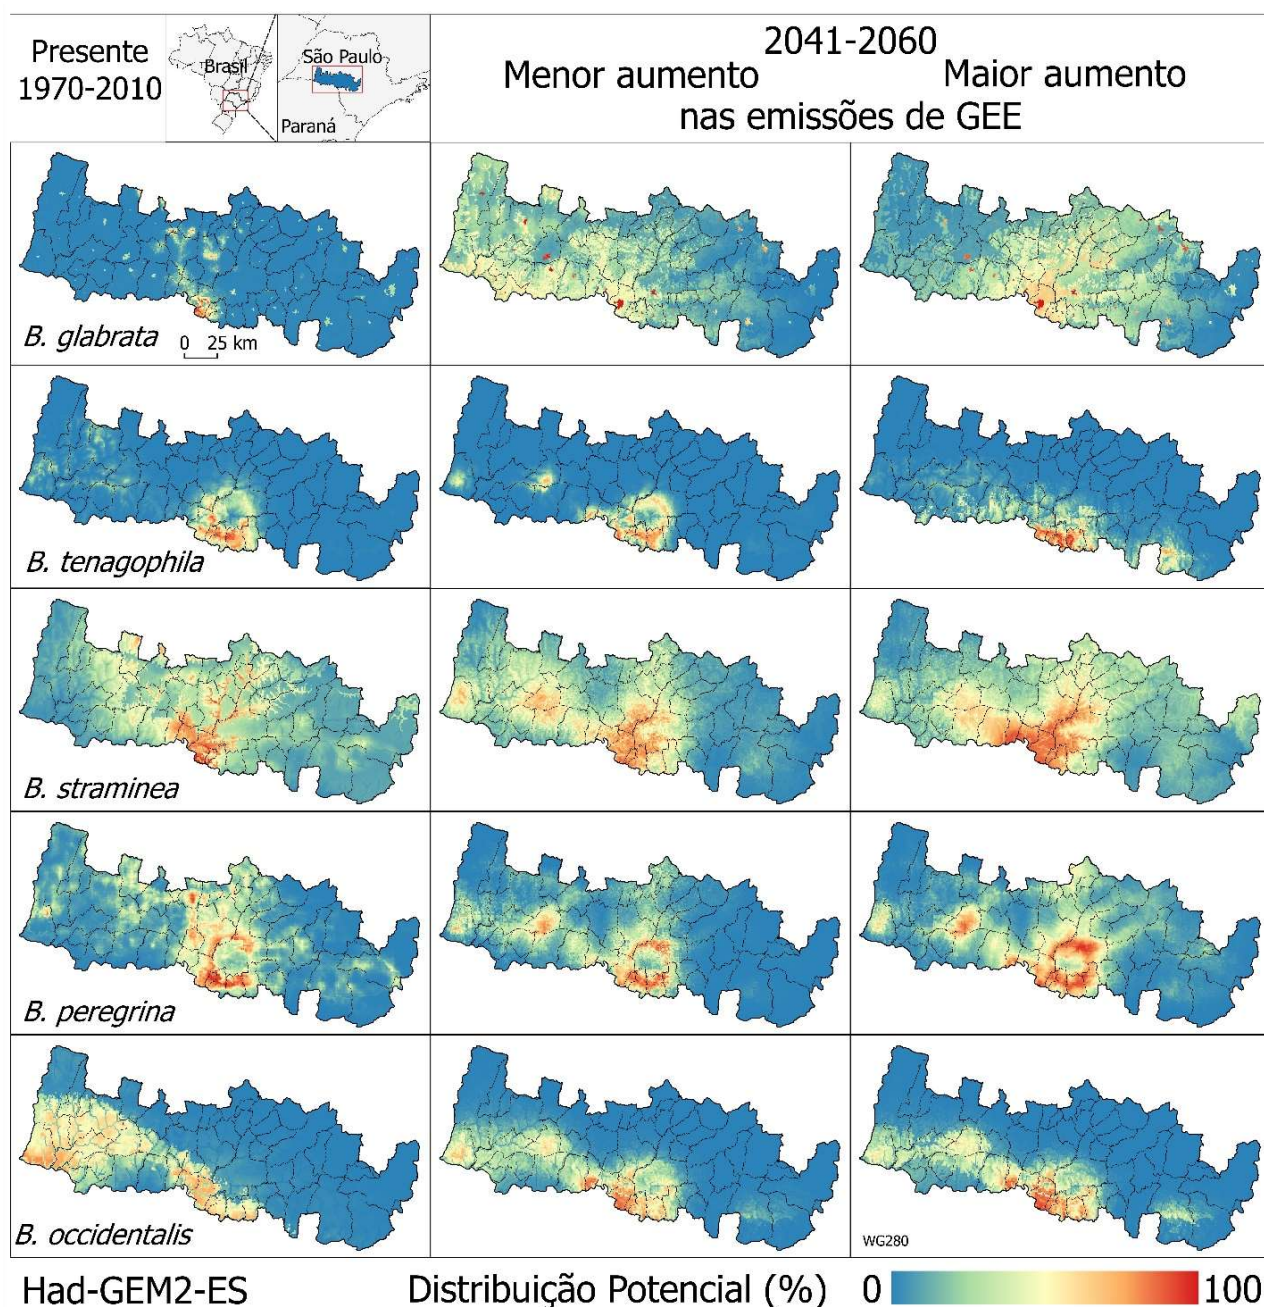 Presente
1970-2010
Brasil
São Paulo
Paraná
2041-2060
Menor aumento Maior aumento
nas emissões de GEE
B. glabrata
0 25 km
B. tenagophila
B. straminea
B. peregrina
B. occidentalis
WG280
Had-GEM2-ES Distribuição Potencial (%) 0 100